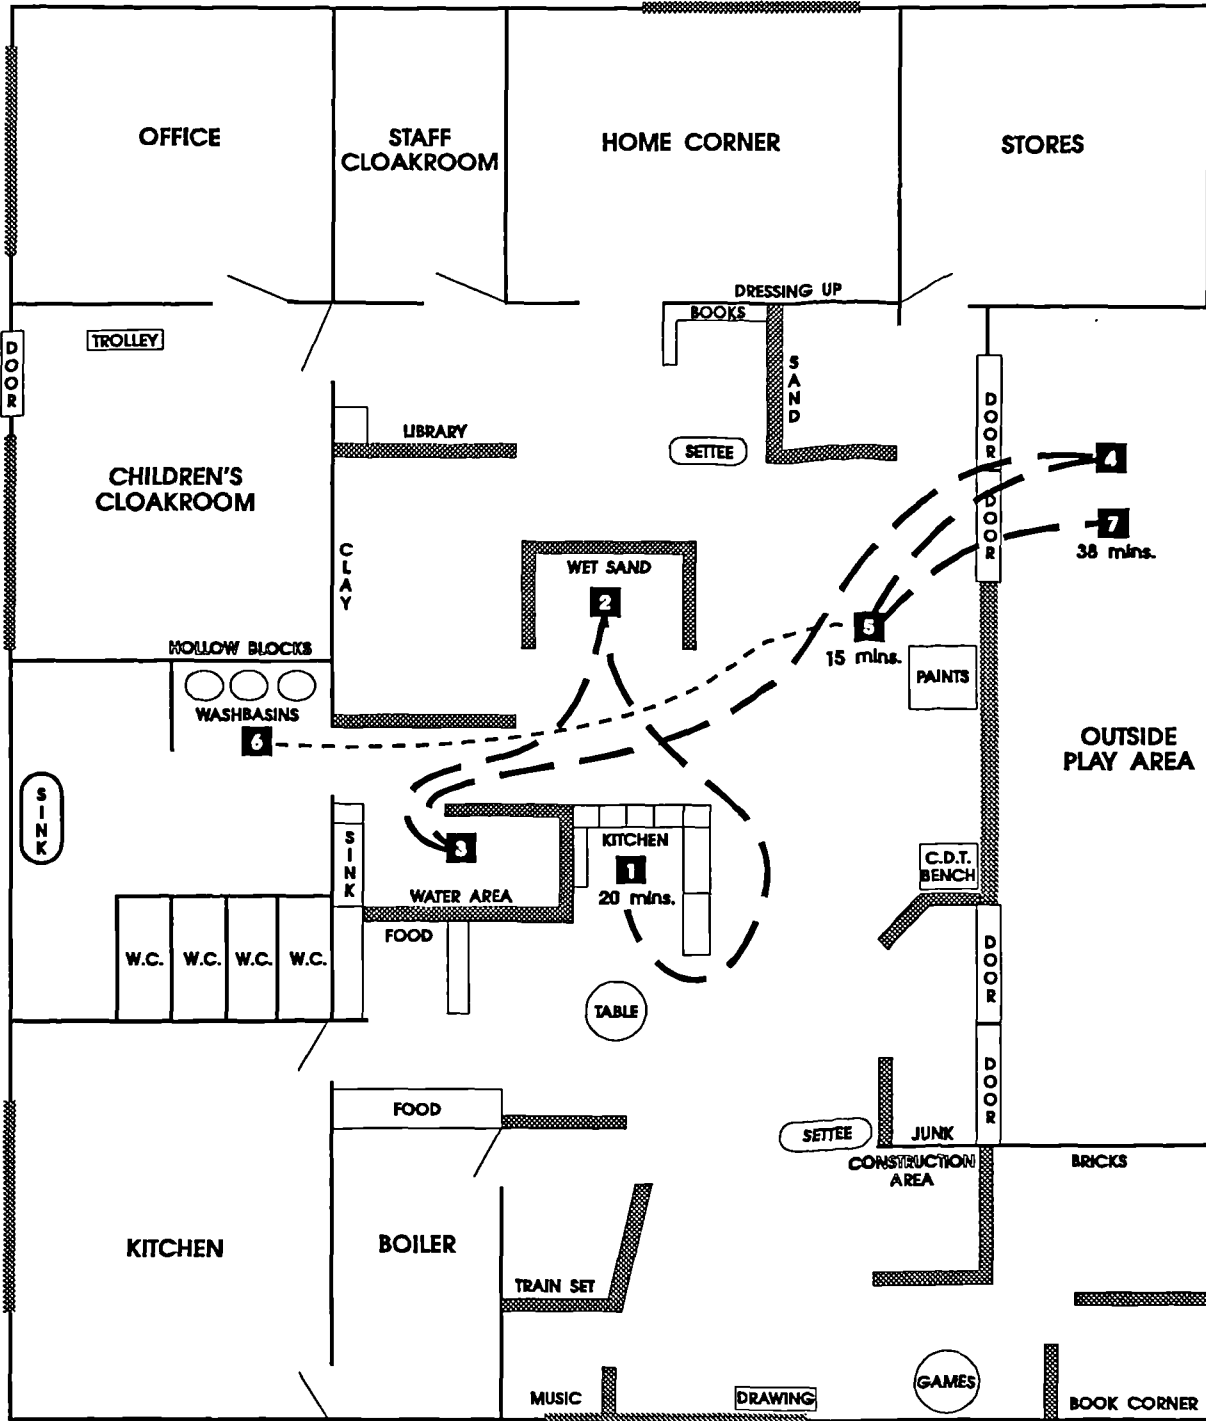 OFFICE
STAFF
CLOAKROOM
HOME CORNER
STORES
DRESSING UP
BOOKS
TROLLEY
DOOR
SAND
DOOR
LIBRARY
SETTEE
4
CHILDREN'S
CLOAKROOM
DOOR
7
38 mins.
CLAY
WET SAND
2
5
15 mins.
HOLLOW BLOCKS
PAINTS
WASHBASINS
6
OUTSIDE
PLAY AREA
SINK
SINK
KITCHEN
3
1
20 mins.
C.D.T.
BENCH
WATER AREA
FOOD
W.C.
W.C.
W.C.
W.C.
DOOR
TABLE
DOOR
FOOD
SETTEE
JUNK
CONSTRUCTION
AREA
BRICKS
KITCHEN
BOILER
TRAIN SET
GAMES
MUSIC
DRAWING
BOOK CORNER